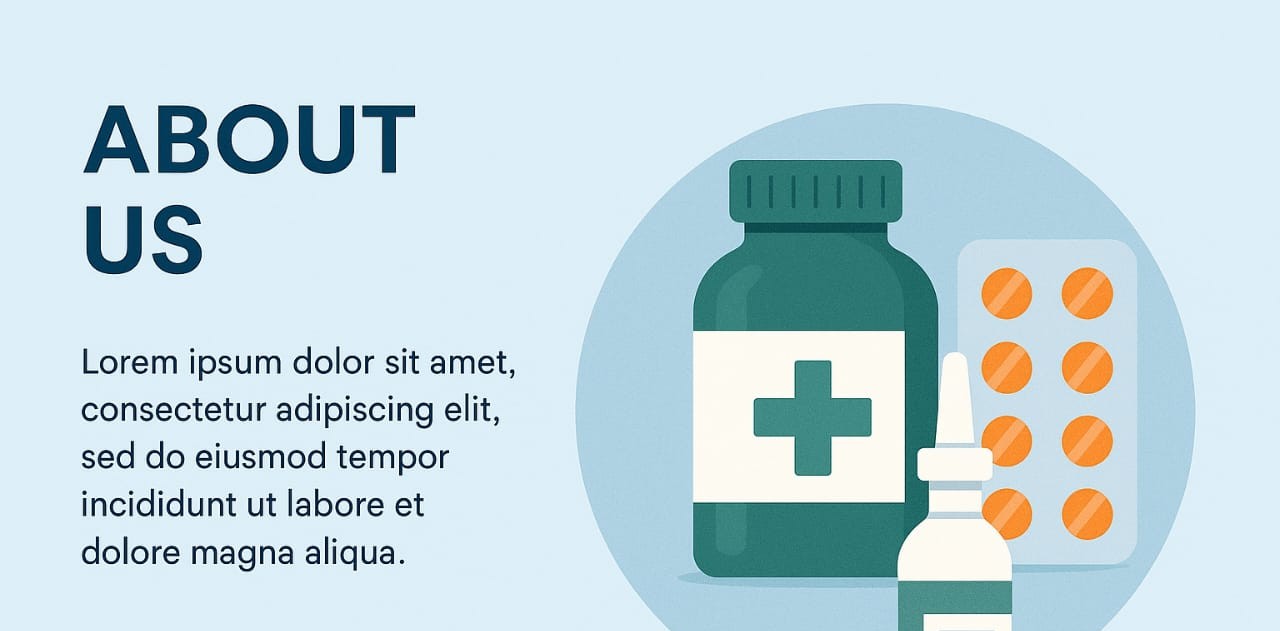 ABOUT
US
Lorem ipsum dolor sit amet,
consectetur adipiscing elit,
sed do eiusmod tempor
incididunt ut labore et
dolore magna aliqua.